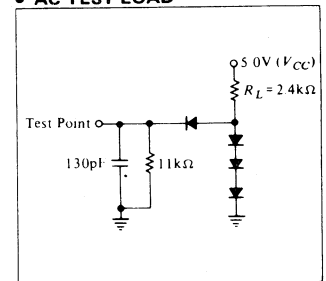 • AC TEST LOAD
5.0V (VCC)
RL = 2.4kΩ
Test Point
130pF
11kΩ